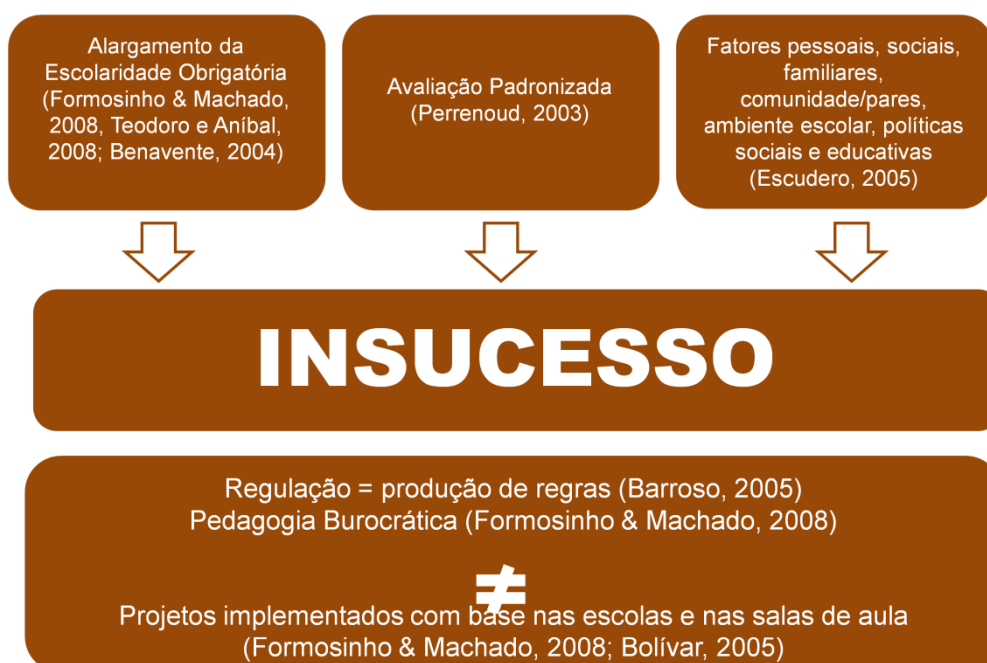 Alargamento da
Escolaridade Obrigatória
(Formosinho & Machado,
2008, Teodoro e Aníbal,
2008; Benavente, 2004)
Avaliação Padronizada
(Perrenoud, 2003)
Fatores pessoais, sociais,
familiares,
comunidade/pares,
ambiente escolar, políticas
sociais e educativas
(Escudero, 2005)
INSUCESSO
Regulação = produção de regras (Barroso, 2005)
Pedagogia Burocrática (Formosinho & Machado, 2008)
≠
Projetos implementados com base nas escolas e nas salas de aula
(Formosinho & Machado, 2008; Bolívar, 2005)